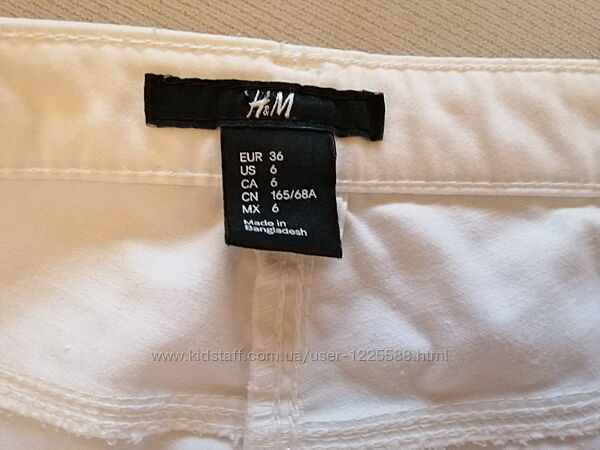 H&M
EUR 36
US 6
CA 6
CN 165/68A
MX 6
Made in
Bangladesh
www.kidstaff.com.ua/user-1225588.html